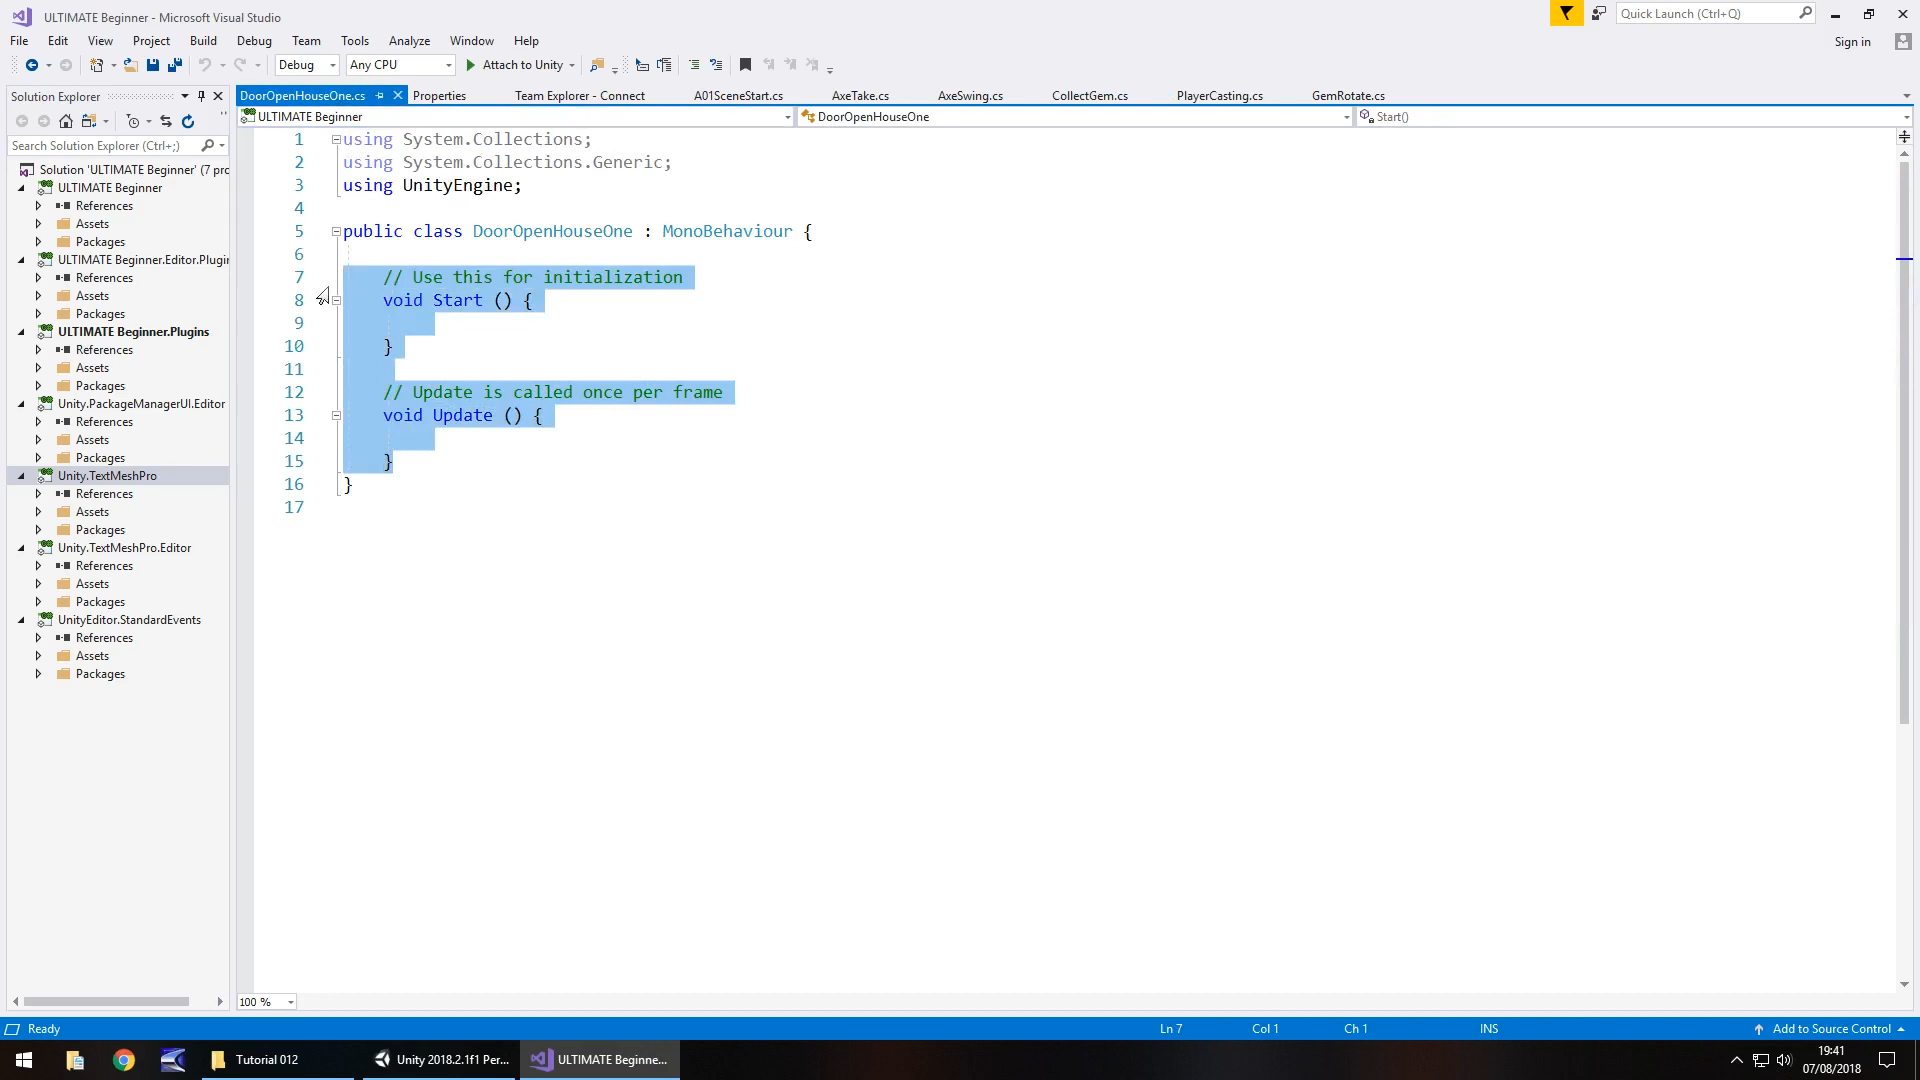 ULTIMATE Beginner - Microsoft Visual Studio
Quick Launch (Ctrl+Q)
File Edit View Project Build Debug Team Tools Analyze Window Help
Sign in
Debug Any CPU Attach to Unity
Solution Explorer
DoorOpenHouseOne.cs Properties Team Explorer - Connect A01SceneStart.cs AxeTake.cs AxeSwing.cs CollectGem.cs PlayerCasting.cs GemRotate.cs
ULTIMATE Beginner DoorOpenHouseOne Start()
Search Solution Explorer (Ctrl+;)
Solution 'ULTIMATE Beginner' (7 pro
ULTIMATE Beginner
References
Assets
Packages
ULTIMATE Beginner.Editor.Plugin
References
Assets
Packages
ULTIMATE Beginner.Plugins
References
Assets
Packages
Unity.PackageManagerUI.Editor
References
Assets
Packages
Unity.TextMeshPro
References
Assets
Packages
Unity.TextMeshPro.Editor
References
Assets
Packages
UnityEditor.StandardEvents
References
Assets
Packages
1 using System.Collections;
2 using System.Collections.Generic;
3 using UnityEngine;
4
5 public class DoorOpenHouseOne : MonoBehaviour {
6
7 // Use this for initialization
8 void Start () {
9
10 }
11
12 // Update is called once per frame
13 void Update () {
14
15 }
16 }
17
100 %
Ready Ln 7 Col 1 Ch 1 INS Add to Source Control
Tutorial 012 Unity 2018.2.1f1 Per... ULTIMATE Beginne...
19:41
07/08/2018